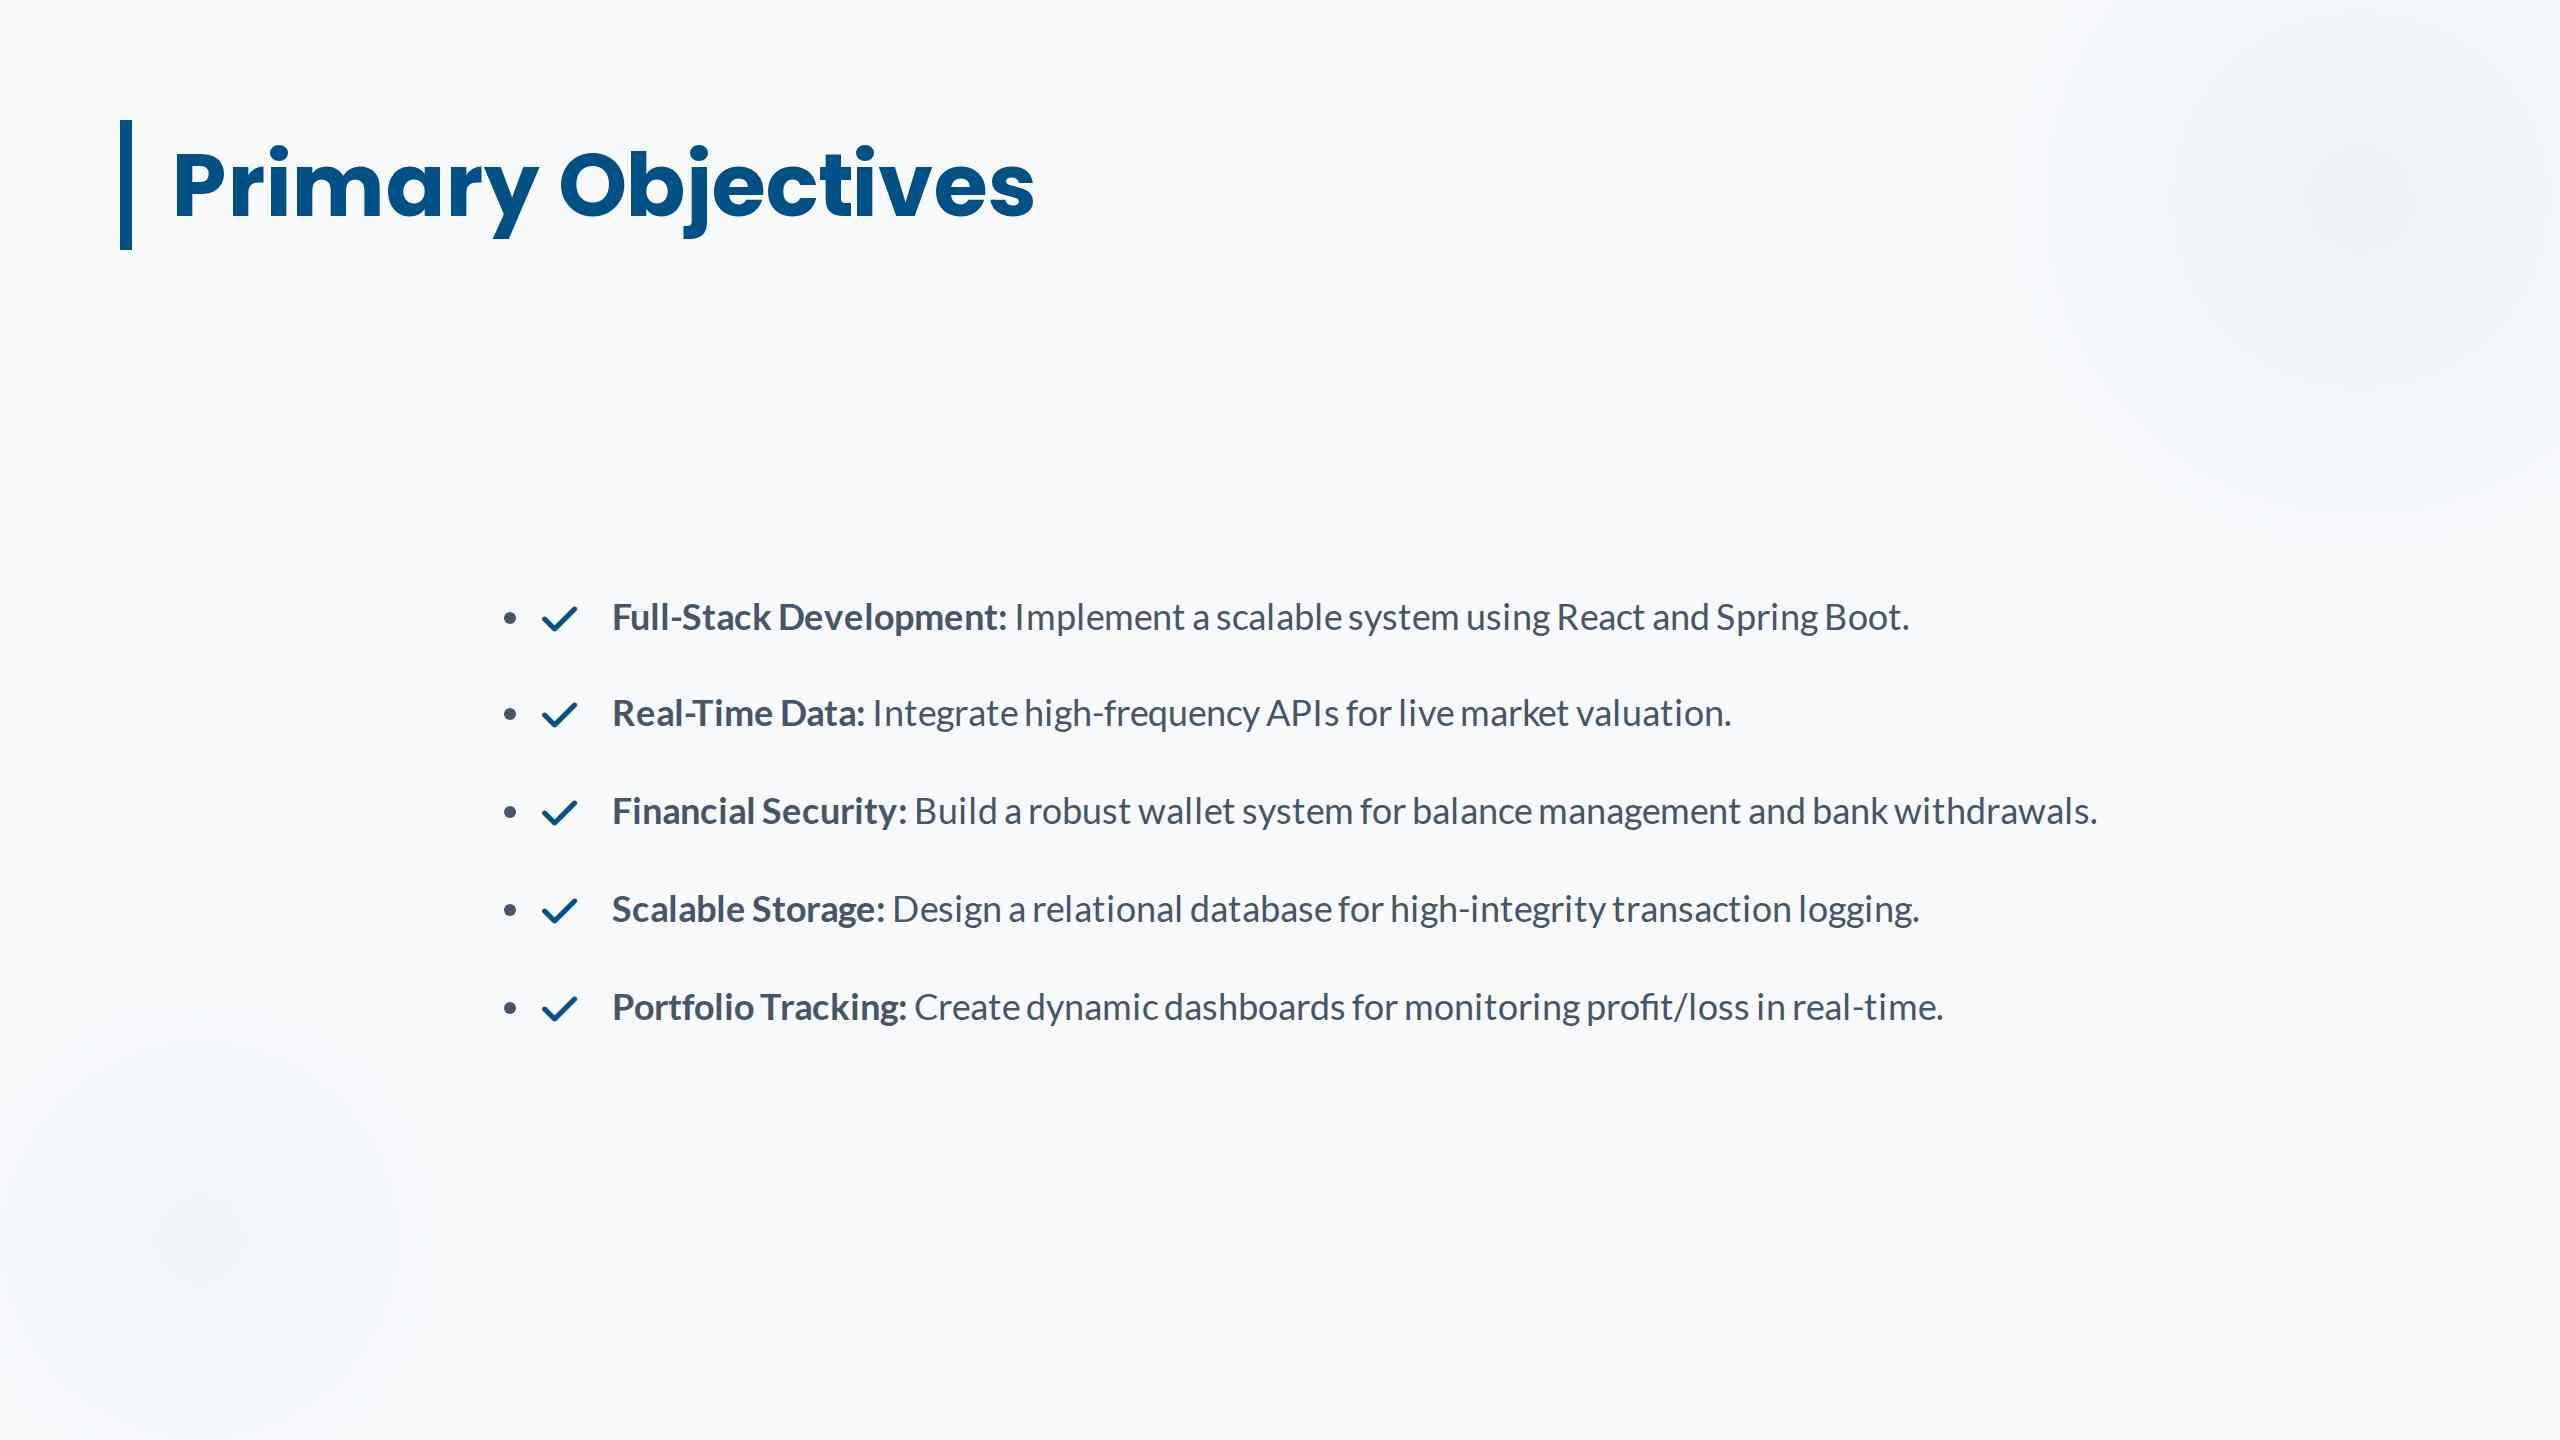 Primary Objectives
• ✓ Full-Stack Development: Implement a scalable system using React and Spring Boot.
• ✓ Real-Time Data: Integrate high-frequency APIs for live market valuation.
• ✓ Financial Security: Build a robust wallet system for balance management and bank withdrawals.
• ✓ Scalable Storage: Design a relational database for high-integrity transaction logging.
• ✓ Portfolio Tracking: Create dynamic dashboards for monitoring profit/loss in real-time.